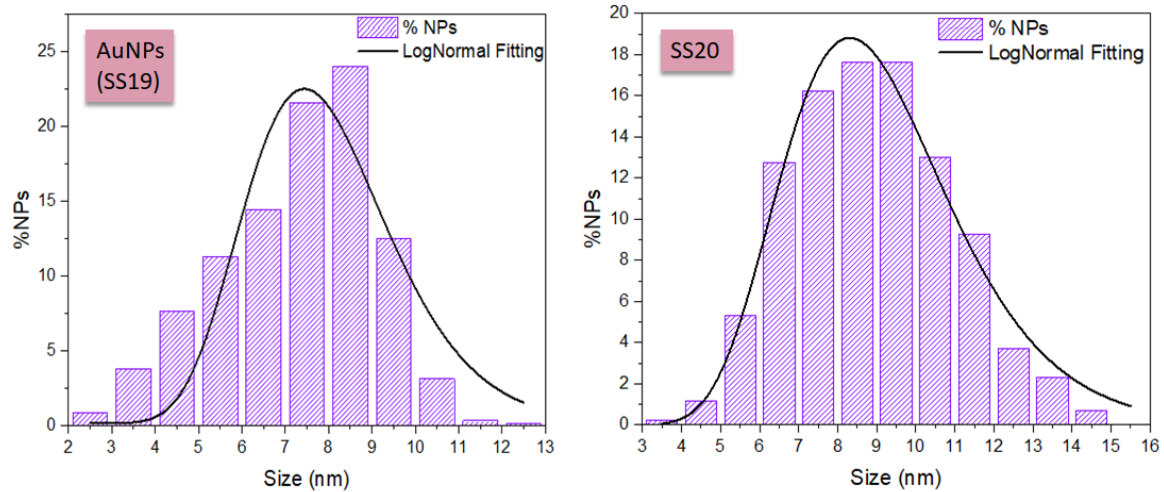 AuNPs
(SS19)
% NPs
LogNormal Fitting
25
20
15
10
5
0
%NPs
2 3 4 5 6 7 8 9 10 11 12 13
Size (nm)
SS20
% NPs
LogNormal Fitting
20
18
16
14
12
10
8
6
4
2
0
%NPs
3 4 5 6 7 8 9 10 11 12 13 14 15 16
Size (nm)